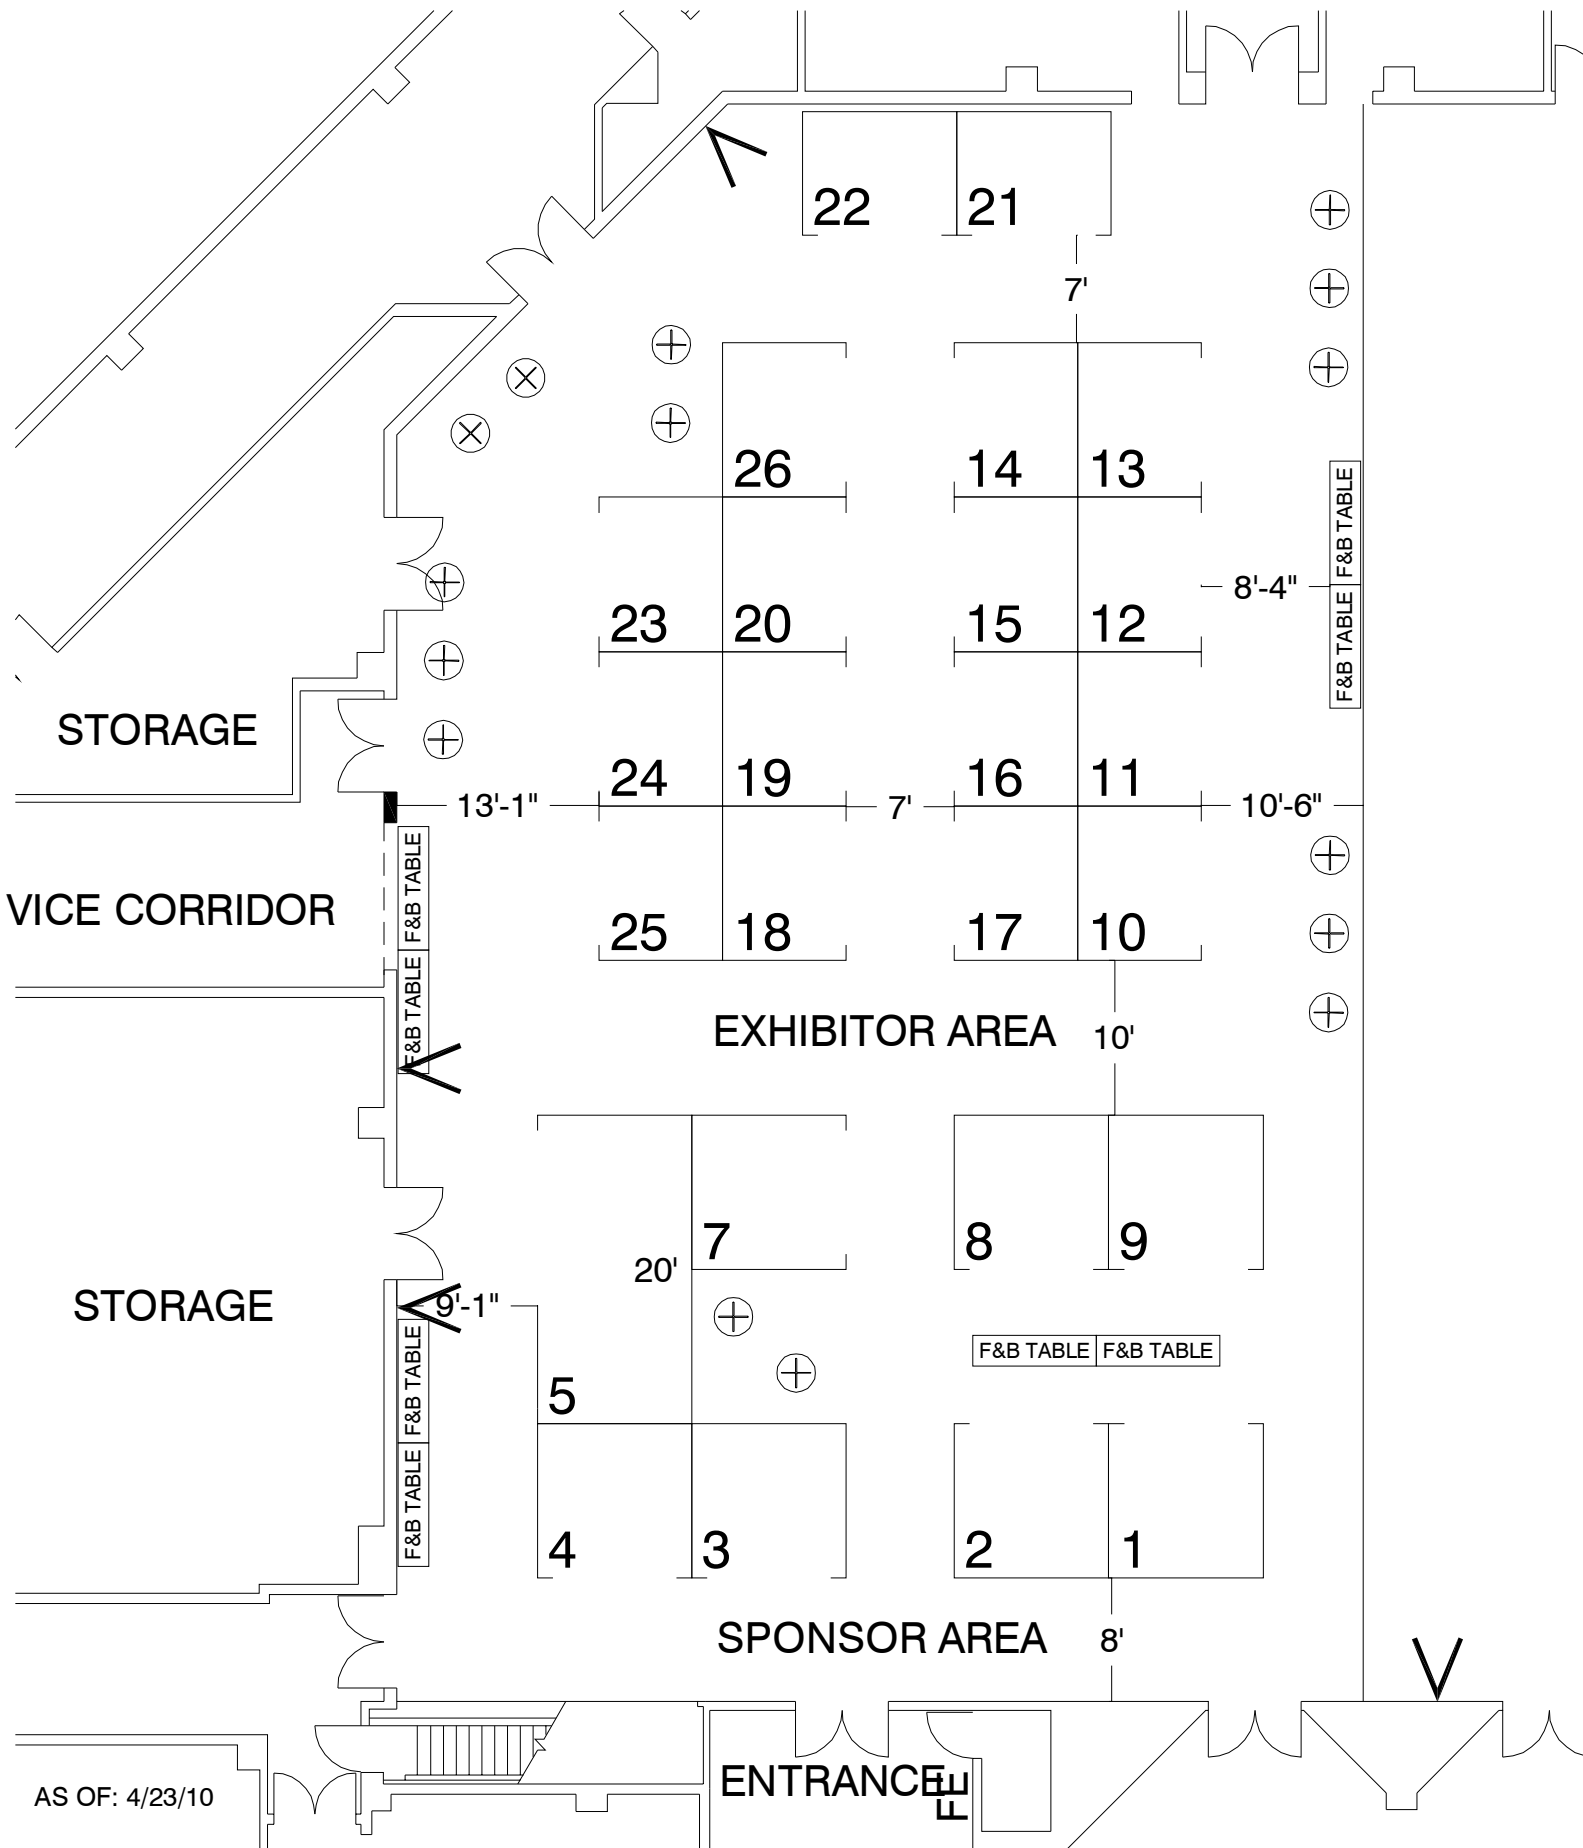 22 21
7'
26 14 13
F&B TABLE
8'-4"
23 20 15 12
F&B TABLE
STORAGE
24 19 16 11
13'-1" 7' 10'-6"
F&B TABLE
VICE CORRIDOR
25 18 17 10
F&B TABLE
EXHIBITOR AREA 10'
7 8 9
20'
STORAGE
9'-1"
F&B TABLE F&B TABLE
F&B TABLE
5
F&B TABLE
4 3 2 1
SPONSOR AREA 8'
ENTRANCE
FE
AS OF: 4/23/10